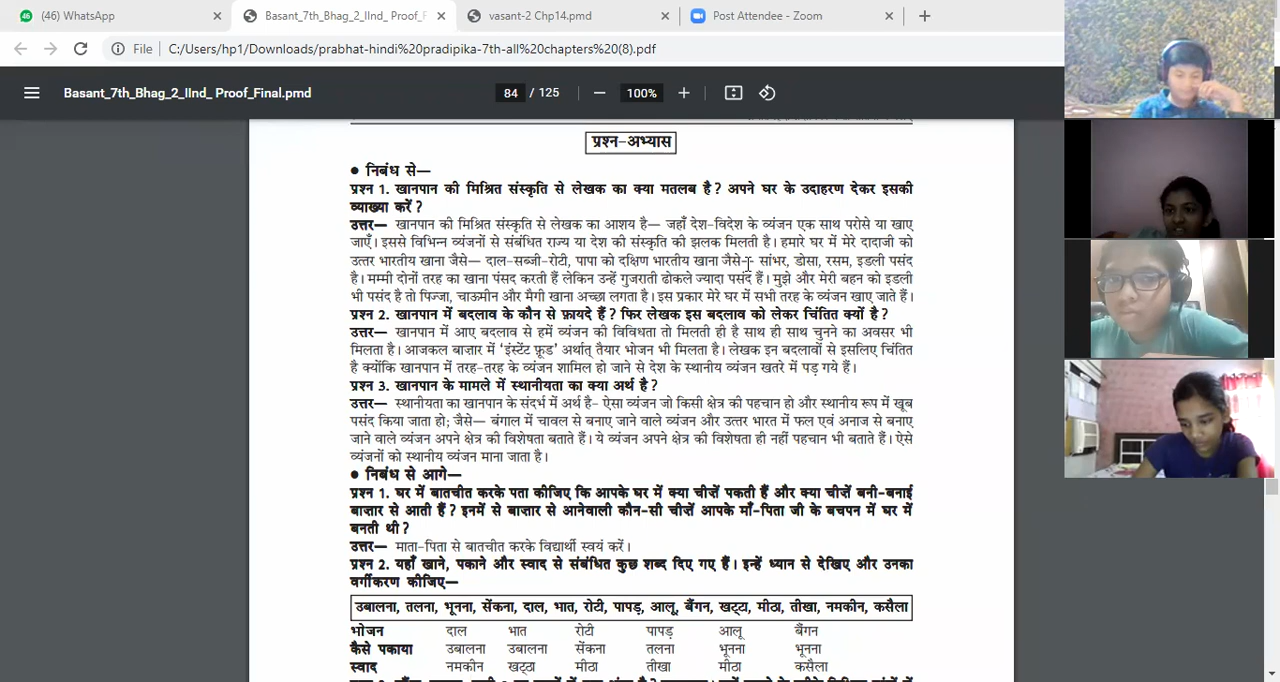 (46) WhatsApp
Basant_7th_Bhag_2_IInd_ Proof_F
vasant-2 Chp14.pmd
Post Attendee - Zoom
File C:/Users/hp1/Downloads/prabhat-hindi%20pradipika-7th-all%20chapters%20(8).pdf
Basant_7th_Bhag_2_IInd_ Proof_Final.pmd
84 / 125
100%
प्रश्न-अभ्यास
• निबंध से—
प्रश्न 1. खानपान की मिश्रित संस्कृति से लेखक का क्या मतलब है? अपने घर के उदाहरण देकर इसकी
व्याख्या करें?
उत्तर— खानपान की मिश्रित संस्कृति से लेखक का आशय है— जहाँ देश-विदेश के व्यंजन एक साथ परोसे या खाए
जाएँ। इससे विभिन्न व्यंजनों से संबंधित राज्य या देश की संस्कृति की झलक मिलती है। हमारे घर में मेरे दादाजी को
उत्तर भारतीय खाना जैसे— दाल-सब्जी-रोटी, पापा को दक्षिण भारतीय खाना जैसे— सांभर, डोसा, रसम, इडली पसंद
है। मम्मी दोनों तरह का खाना पंसद करती हैं लेकिन उन्हें गुजराती ढोकले ज्यादा पसंद हैं। मुझे और मेरी बहन को इडली
भी पसंद है तो पिज्जा, चाऊमीन और मैगी खाना अच्छा लगता है। इस प्रकार मेरे घर में सभी तरह के व्यंजन खाए जाते हैं।
प्रश्न 2. खानपान में बदलाव के कौन से फ़ायदे हैं? फिर लेखक इस बदलाव को लेकर चिंतित क्यों है?
उत्तर— खानपान में आए बदलाव से हमें व्यंजन की विविधता तो मिलती ही है साथ ही साथ चुनने का अवसर भी
मिलता है। आजकल बाज़ार में ‘इंस्टेंट फ़ूड’ अर्थात् तैयार भोजन भी मिलता है। लेखक इन बदलावों से इसलिए चिंतित
है क्योंकि खानपान में तरह-तरह के व्यंजन शामिल हो जाने से देश के स्थानीय व्यंजन खतरे में पड़ गये हैं।
प्रश्न 3. खानपान के मामले में स्थानीयता का क्या अर्थ है?
उत्तर— स्थानीयता का खानपान के संदर्भ में अर्थ है- ऐसा व्यंजन जो किसी क्षेत्र की पहचान हो और स्थानीय रूप में खूब
पसंद किया जाता हो; जैसे— बंगाल में चावल से बनाए जाने वाले व्यंजन और उत्तर भारत में फल एवं अनाज से बनाए
जाने वाले व्यंजन अपने क्षेत्र की विशेषता बताते हैं। ये व्यंजन अपने क्षेत्र की विशेषता ही नहीं पहचान भी बताते हैं। ऐसे
व्यंजनों को स्थानीय व्यंजन माना जाता है।
• निबंध से आगे—
प्रश्न 1. घर में बातचीत करके पता कीजिए कि आपके घर में क्या चीज़ें पकती हैं और क्या चीज़ें बनी-बनाई
बाज़ार से आती हैं? इनमें से बाज़ार से आनेवाली कौन-सी चीज़ें आपके माँ-पिता जी के बचपन में घर में
बनती थी?
उत्तर— माता-पिता से बातचीत करके विद्यार्थी स्वयं करें।
प्रश्न 2. यहाँ खाने, पकाने और स्वाद से संबंधित कुछ शब्द दिए गए हैं। इन्हें ध्यान से देखिए और उनका
वर्गीकरण कीजिए—
उबालना, तलना, भूनना, सेंकना, दाल, भात, रोटी, पापड़, आलू, बैंगन, खट्टा, मीठा, तीखा, नमकीन, कसैला
भोजन दाल भात रोटी पापड़ आलू बैंगन
कैसे पकाया उबालना उबालना सेंकना तलना भूनना भूनना
स्वाद नमकीन खट्ठा मीठा तीखा मीठा कसैला